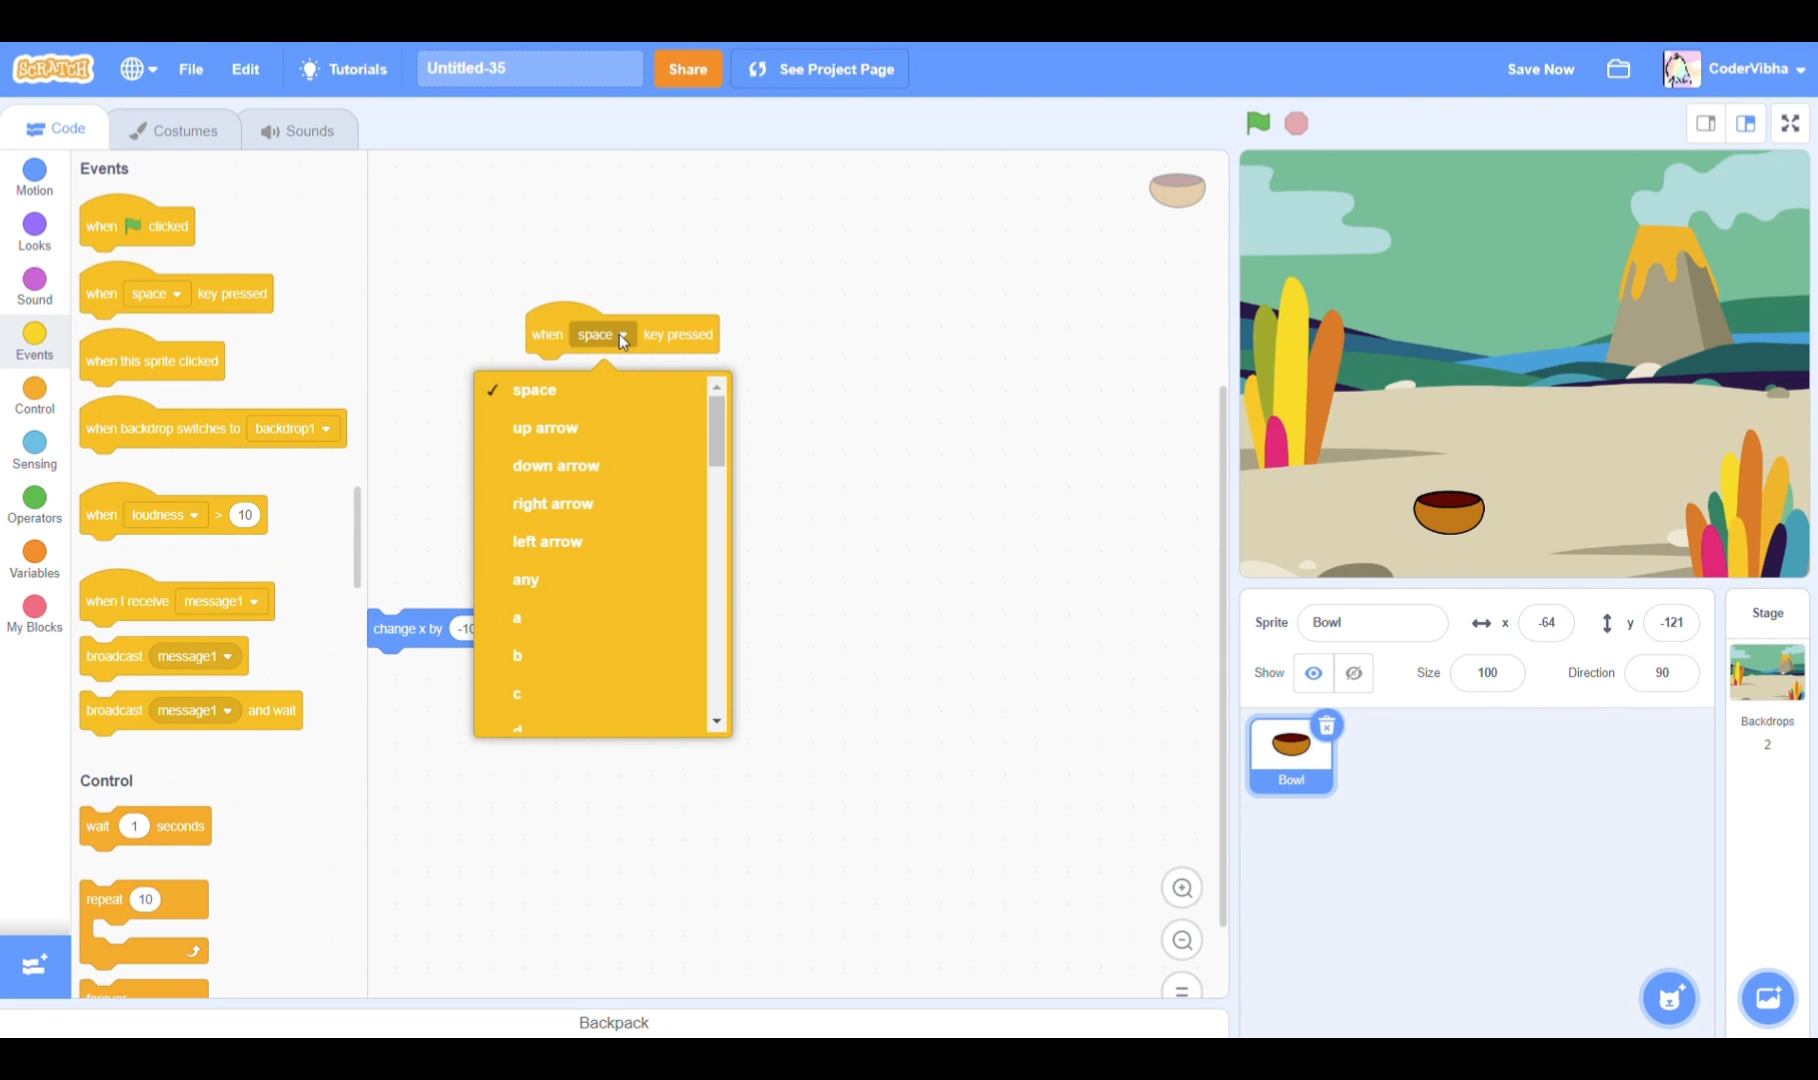 SCRATCH
File
Edit
Tutorials
Untitled-35
Share
See Project Page
Save Now
CoderVibha
Code
Costumes
Sounds
Motion
Looks
Sound
Events
Control
Sensing
Operators
Variables
My Blocks
Events
when clicked
when space key pressed
when this sprite clicked
when backdrop switches to backdrop1
when loudness > 10
when I receive message1
broadcast message1
broadcast message1 and wait
Control
wait 1 seconds
repeat 10
forever
when space key pressed
space
up arrow
down arrow
right arrow
left arrow
any
a
b
c
d
change x by -10
Sprite Bowl x -64 y -121
Show Size 100 Direction 90
Bowl
Stage
Backdrops
2
Backpack